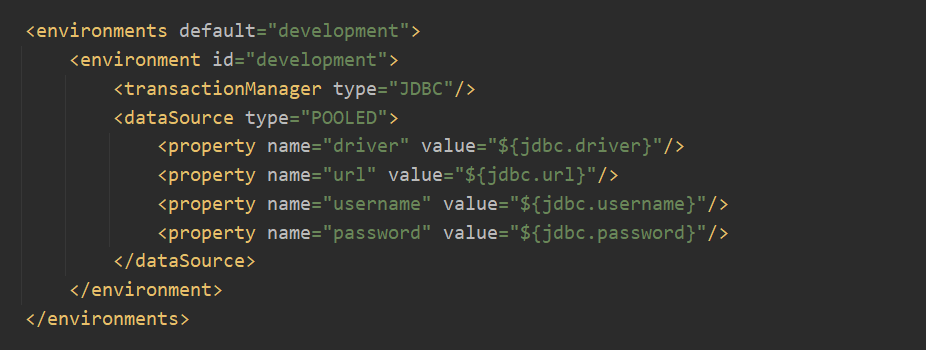 <environments default="development">
<environment id="development">
<transactionManager type="JDBC"/>
<dataSource type="POOLED">
<property name="driver" value="${jdbc.driver}"/>
<property name="url" value="${jdbc.url}"/>
<property name="username" value="${jdbc.username}"/>
<property name="password" value="${jdbc.password}"/>
</dataSource>
</environment>
</environments>